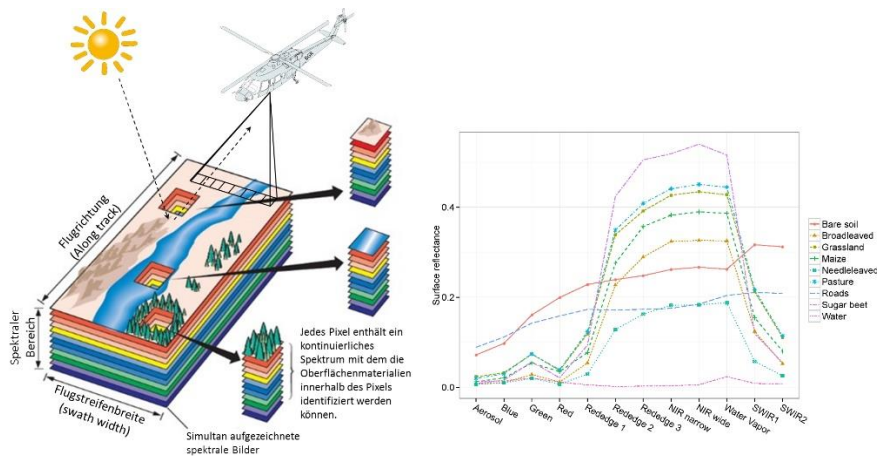 Flugrichtung
(Along track)
Spektraler
Bereich
Flugstreifenbreite
(swath width)
Simultan aufgezeichnete
spektrale Bilder
Jedes Pixel enthält ein
kontinuierliches
Spektrum mit dem die
Oberflächenmaterialien
innerhalb des Pixels
identifiziert werden
können.
Surface reflectance
0.4
0.2
0.0
Aerosol
Blue
Green
Red
Rededge 1
Rededge 2
Rededge 3
NIR narrow
NIR wide
Water Vapor
SWIR1
SWIR2
Bare soil
Broadleaved
Grassland
Maize
Needleleaved
Pasture
Roads
Sugar beet
Water